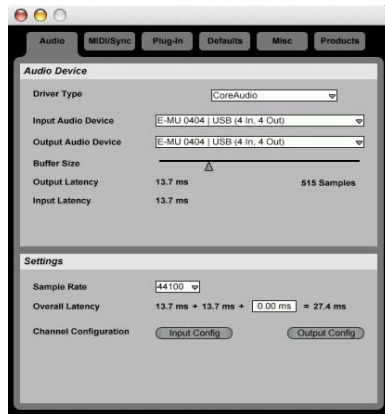 Audio MIDI/Sync Plug-In Defaults Misc Products
Audio Device
Driver Type CoreAudio
Input Audio Device E-MU 0404 | USB (4 In, 4 Out)
Output Audio Device E-MU 0404 | USB (4 In, 4 Out)
Buffer Size
Output Latency 13.7 ms 515 Samples
Input Latency 13.7 ms
Settings
Sample Rate 44100
Overall Latency 13.7 ms + 13.7 ms + 0.00 ms = 27.4 ms
Channel Configuration Input Config Output Config